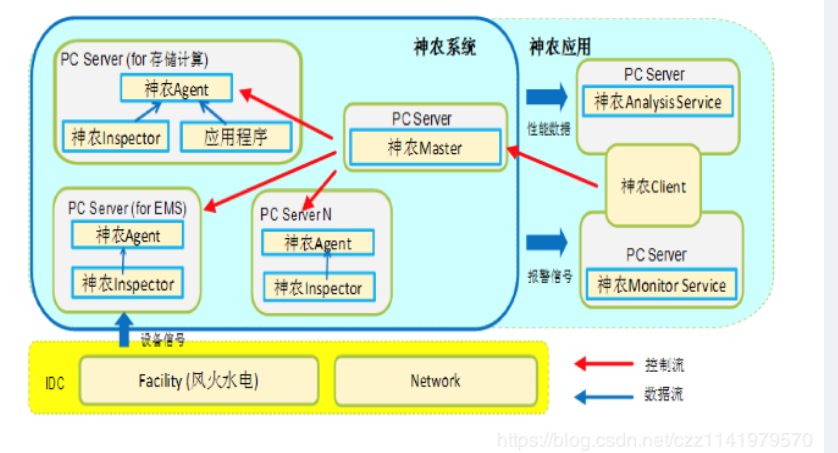 神农系统
神农应用
PC Server (for 存储计算)
神农Agent
神农Inspector
应用程序
PC Server
神农Master
PC Server (for EMS)
神农Agent
神农Inspector
PC Server N
神农Agent
神农Inspector
性能数据
PC Server
神农Analysis Service
神农Client
报警信号
PC Server
神农Monitor Service
设备信号
IDC
Facility (风火水电)
Network
控制流
数据流
https://blog.csdn.net/czz1141979570